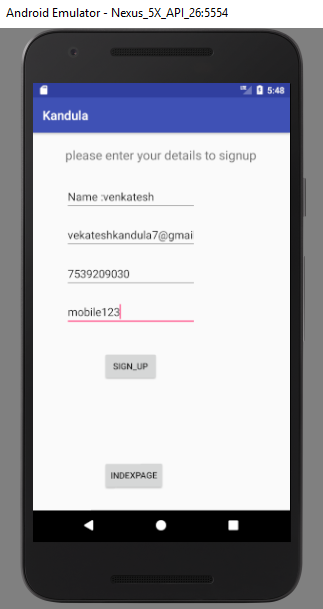 Android Emulator - Nexus_5X_API_26:5554
5:48
Kandula
please enter your details to signup
Name :venkatesh
vekateshkandula7@gmai
7539209030
mobile123
SIGN_UP
INDEXPAGE